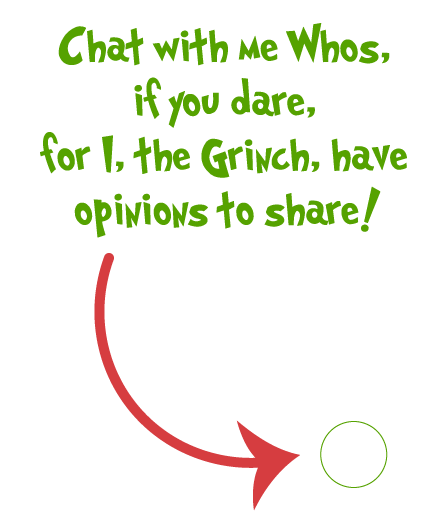 Chat with me Whos,
if you dare,
for I, the Grinch, have
opinions to share!